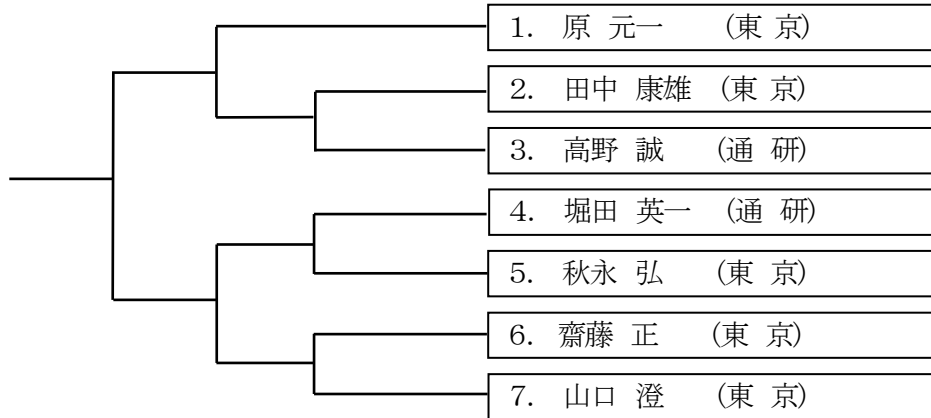 1. 原 元一 (東 京)
2. 田中 康雄 (東 京)
3. 高野 誠 (通 研)
4. 堀田 英一 (通 研)
5. 秋永 弘 (東 京)
6. 齋藤 正 (東 京)
7. 山口 澄 (東 京)